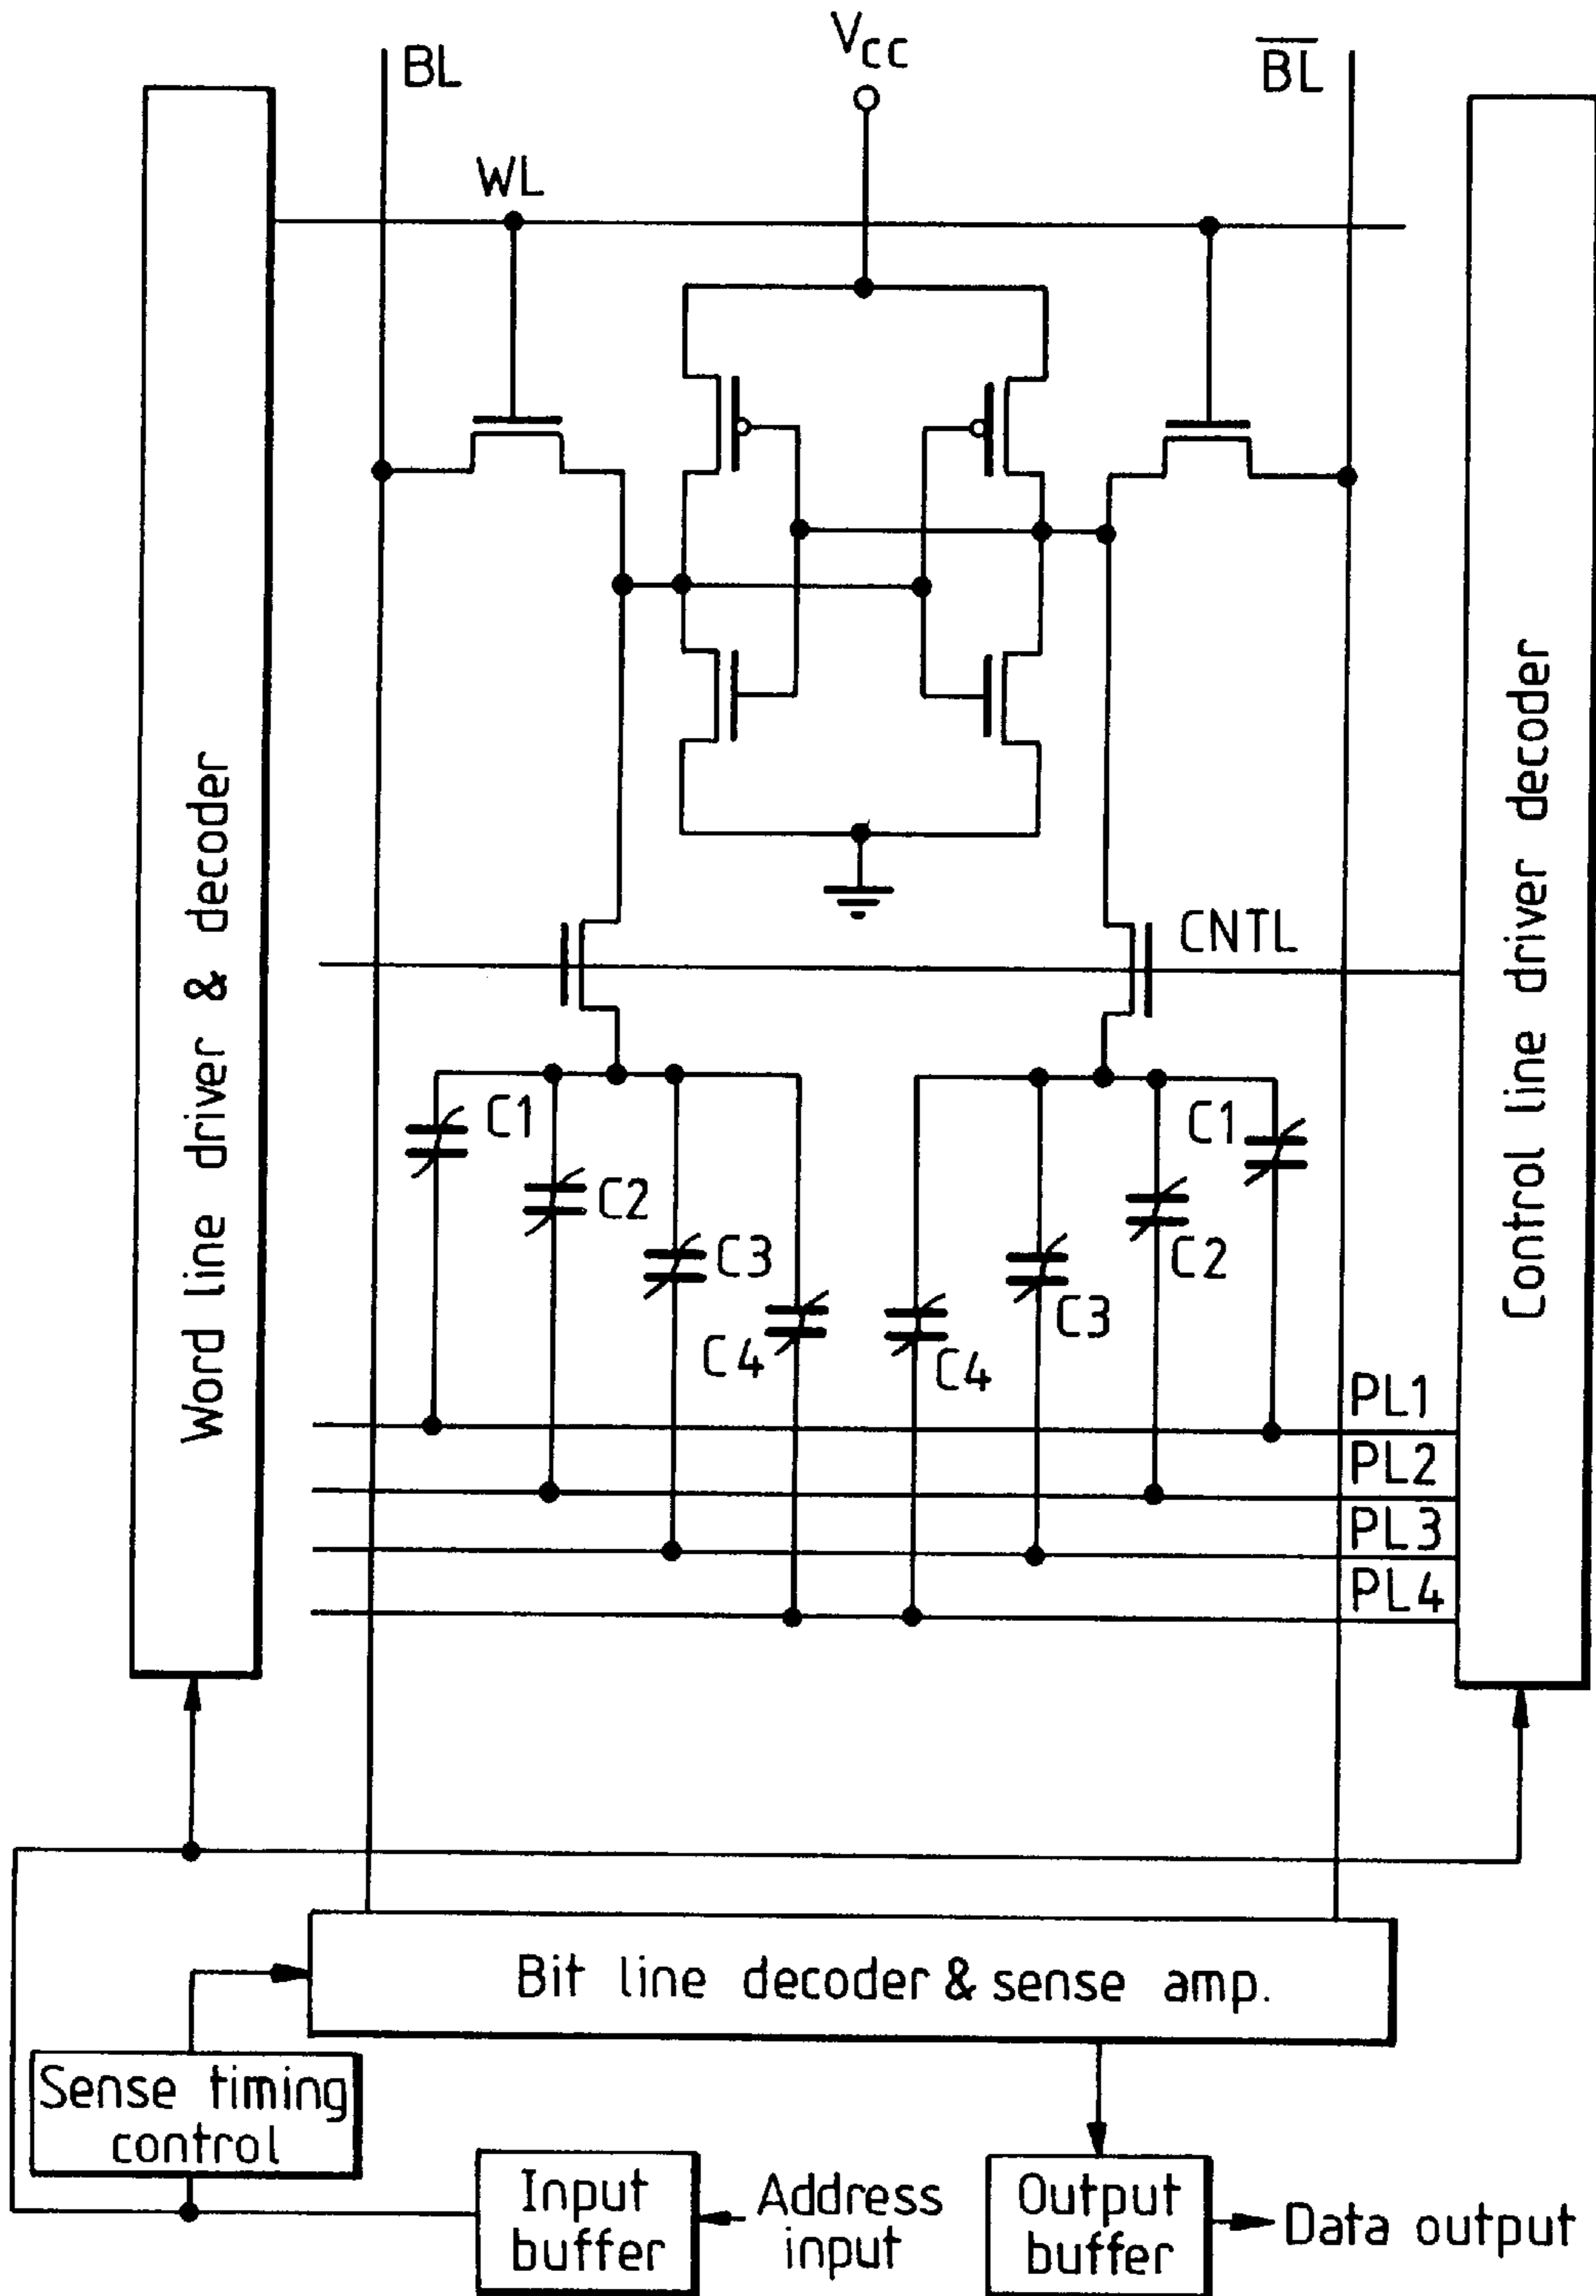 BL
V_CC
B̅L̅
WL
Word line driver & decoder
Control line driver decoder
CNTL
C1
C2
C3
C4
C1
C2
C3
C4
PL1
PL2
PL3
PL4
Bit line decoder & sense amp.
Sense timing
control
Input
buffer
Address
input
Output
buffer
Data output